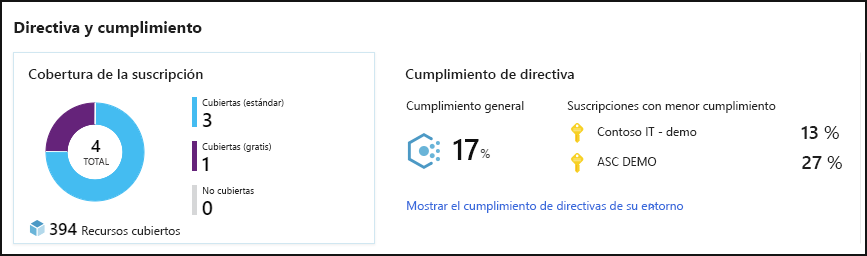 Directiva y cumplimiento
Cobertura de la suscripción
4
TOTAL
Cubiertas (estándar)
3
Cubiertas (gratis)
1
No cubiertas
0
394 Recursos cubiertos
Cumplimiento de directiva
Cumplimiento general
17%
Suscripciones con menor cumplimiento
Contoso IT - demo 13 %
ASC DEMO 27 %
Mostrar el cumplimiento de directivas de su entorno